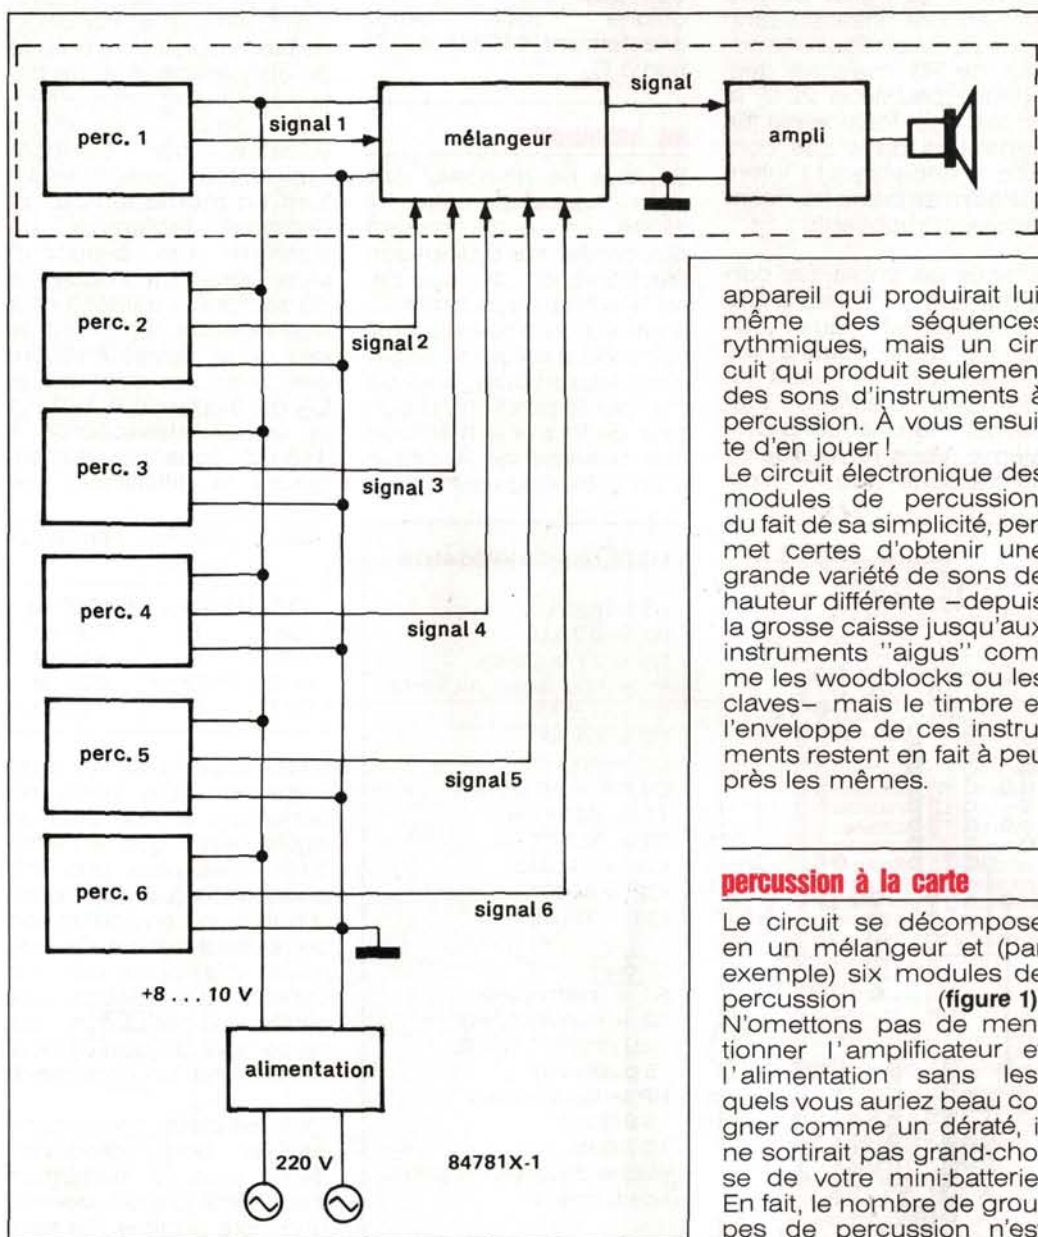 perc. 1
signal 1
mélangeur
signal
ampli
perc. 2
signal 2
perc. 3
signal 3
perc. 4
signal 4
perc. 5
signal 5
perc. 6
signal 6
+8 . . . 10 V
alimentation
220 V
84781X-1
appareil qui produirait lui
même des séquences
rythmiques, mais un cir
cuit qui produit seulemen
des sons d'instruments à
percussion. À vous ensui
te d'en jouer !
Le circuit électronique des
modules de percussion
du fait de sa simplicité, per
met certes d'obtenir une
grande variété de sons de
hauteur différente –depuis
la grosse caisse jusqu'aux
instruments "aigus" com
me les woodblocks ou les
claves– mais le timbre e
l'enveloppe de ces instru
ments restent en fait à peu
près les mêmes.
percussion à la carte
Le circuit se décompose
en un mélangeur et (par
exemple) six modules de
percussion (figure 1)
N'omettons pas de men
tionner l'amplificateur e
l'alimentation sans les
quels vous auriez beau co
gner comme un dératé, i
ne sortirait pas grand-cho
se de votre mini-batterie
En fait, le nombre de grou
pes de percussion n'es